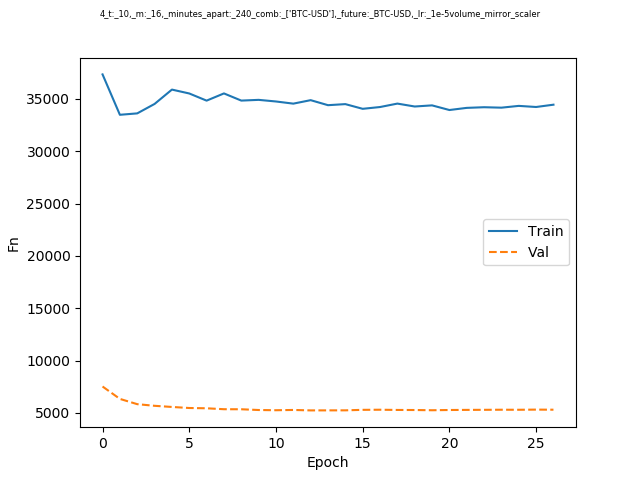 4_t:_10,_m:_16,_minutes_apart:_240_comb:_['BTC-USD'],_future:_BTC-USD,_lr:_1e-5volume_mirror_scaler
35000
30000
25000
20000
15000
10000
5000
Fn
Train
Val
0 5 10 15 20 25
Epoch